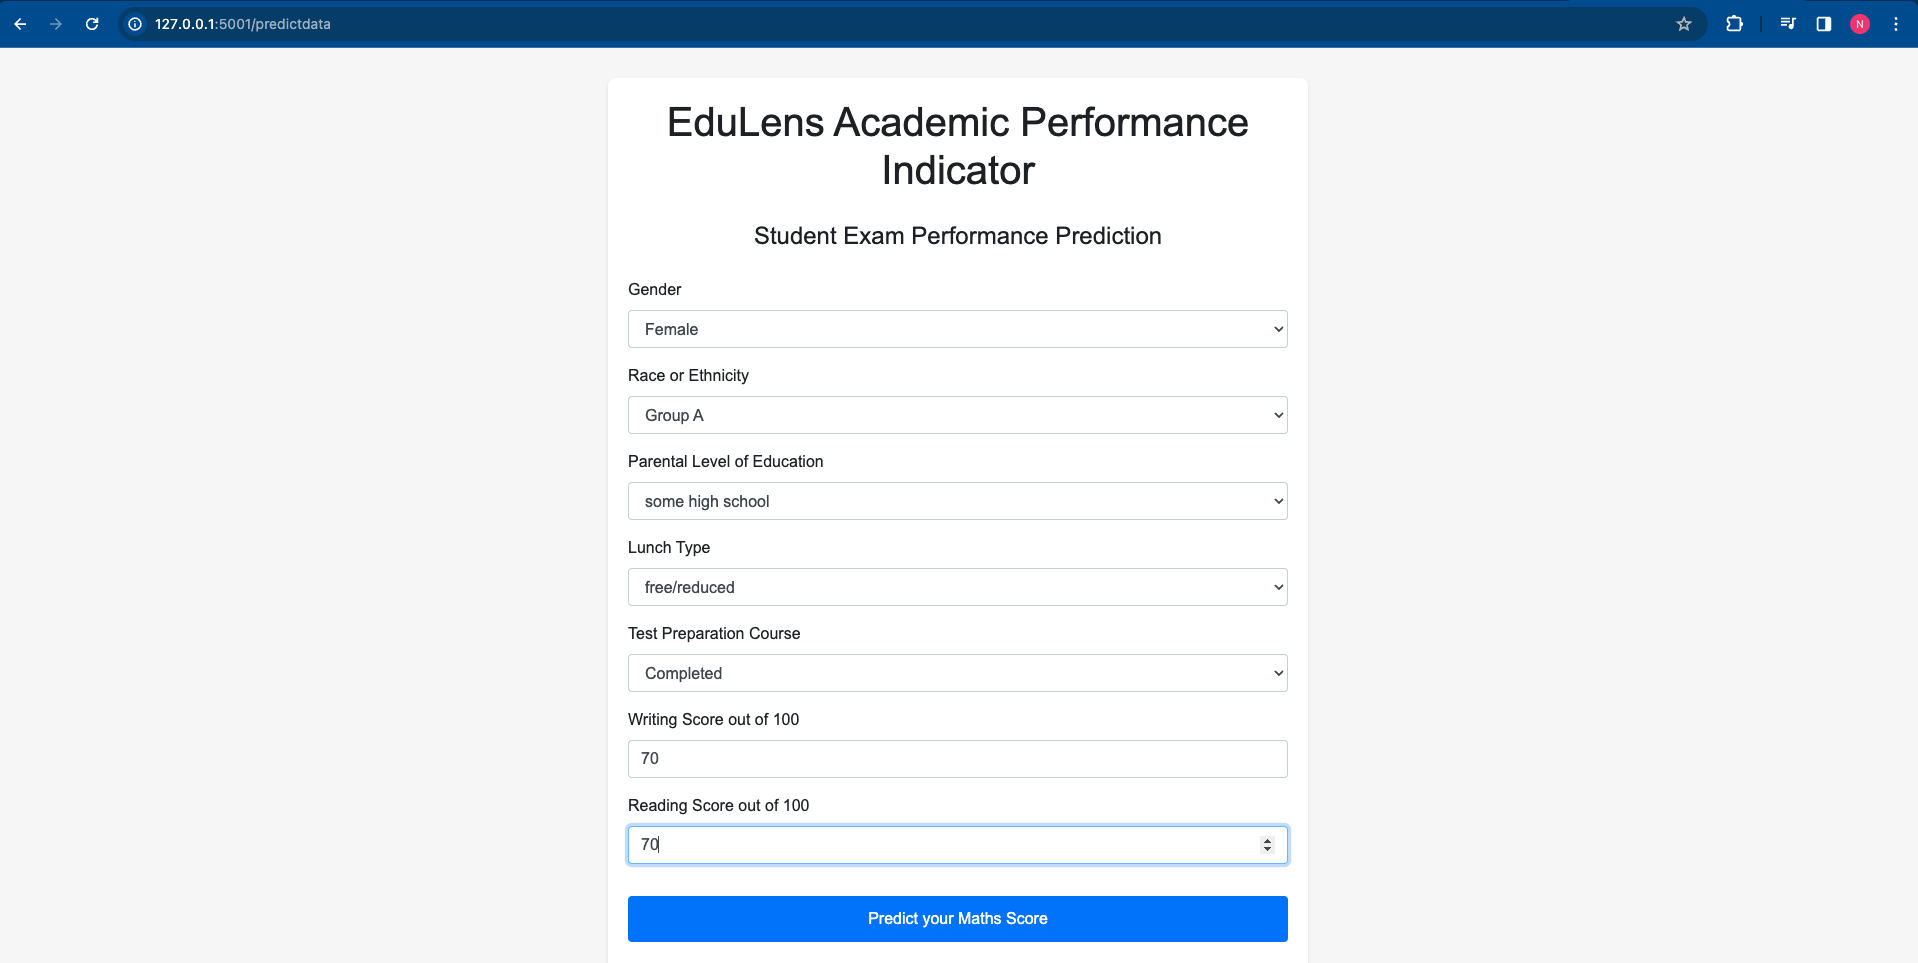 127.0.0.1:5001/predictdata
N
EduLens Academic Performance
Indicator
Student Exam Performance Prediction
Gender
Female
Race or Ethnicity
Group A
Parental Level of Education
some high school
Lunch Type
free/reduced
Test Preparation Course
Completed
Writing Score out of 100
70
Reading Score out of 100
70
Predict your Maths Score